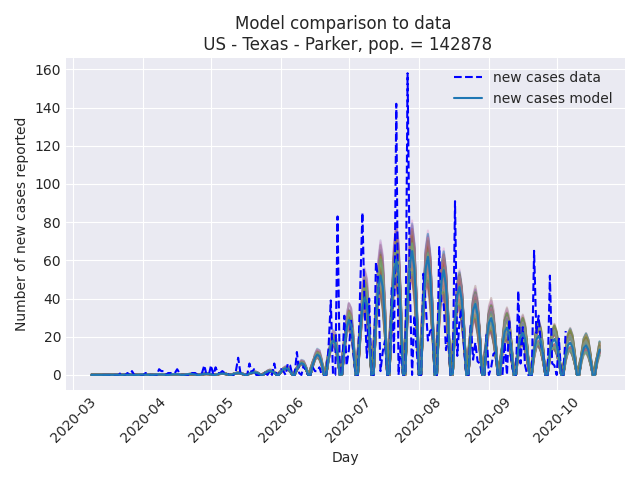 Model comparison to data
US - Texas - Parker, pop. = 142878
new cases data
new cases model
Number of new cases reported
160
140
120
100
80
60
40
20
0
2020-03
2020-04
2020-05
2020-06
2020-07
2020-08
2020-09
2020-10
Day